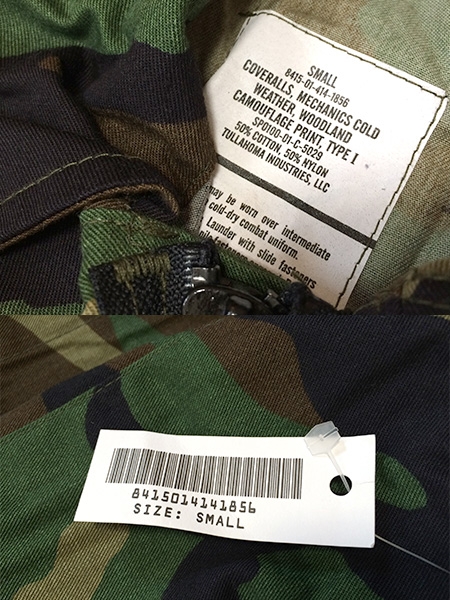 SMALL
8415-01-414-1856
COVERALLS, MECHANICS COLD
WEATHER, WOODLAND
CAMOUFLAGE PRINT, TYPE I
SPO100-01-C-5029
50% COTTON, 50% NYLON
TULLAHOMA INDUSTRIES, LLC
may be worn over intermediate
cold-dry combat uniform.
Launder with slide fasteners
8415014141856
SIZE: SMALL